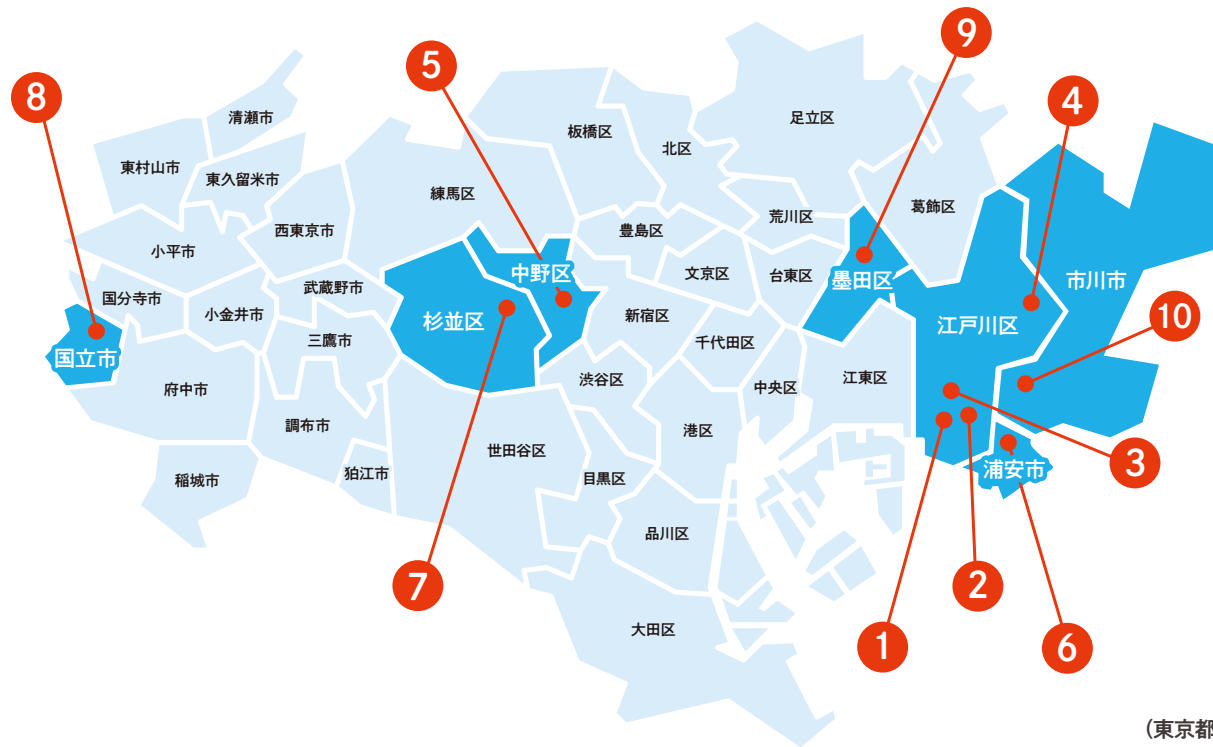 9
5
4
8
清瀬市
足立区
板橋区
北区
東村山市
東久留米市
練馬区
葛飾区
荒川区
豊島区
西東京市
小平市
中野区
文京区
台東区
墨田区
市川市
武蔵野市
国分寺市
小金井市
新宿区
杉並区
江戸川区
10
三鷹市
千代田区
国立市
府中市
渋谷区
中央区
江東区
調布市
港区
世田谷区
3
浦安市
狛江市
稲城市
目黒区
品川区
7
2
大田区
1
6
(東京都